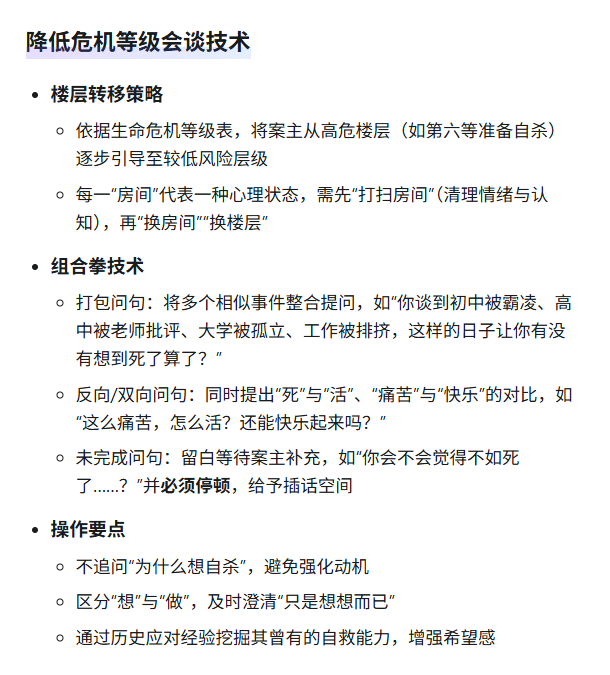 降低危机等级会谈技术
• 楼层转移策略
○ 依据生命危机等级表，将案主从高危楼层（如第六等准备自杀）
逐步引导至较低风险层级
○ 每一“房间”代表一种心理状态，需先“打扫房间”（清理情绪与认
知），再“换房间”“换楼层”
• 组合拳技术
○ 打包问句：将多个相似事件整合提问，如“你谈到初中被霸凌、高
中被老师批评、大学被孤立、工作被排挤，这样的日子让你有没
有想到死了算了？”
○ 反向/双向问句：同时提出“死”与“活”、“痛苦”与“快乐”的对比，如
“这么痛苦，怎么活？还能快乐起来吗？”
○ 未完成问句：留白等待案主补充，如“你会不会觉得不如死
了……？”并必须停顿，给予插话空间
• 操作要点
○ 不追问“为什么想自杀”，避免强化动机
○ 区分“想”与“做”，及时澄清“只是想想而已”
○ 通过历史应对经验挖掘其曾有的自救能力，增强希望感